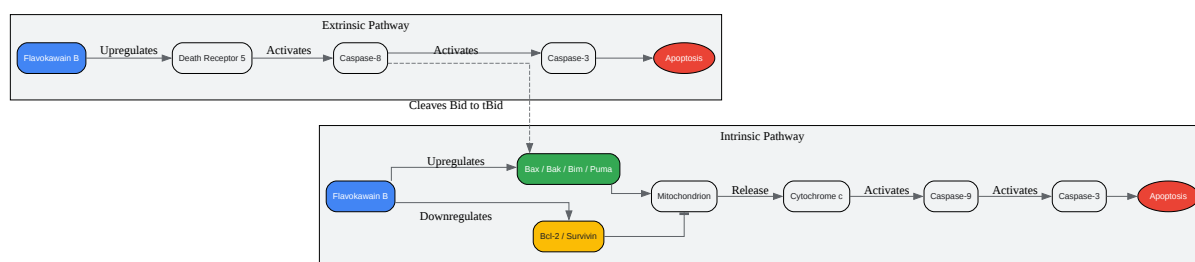 Extrinsic Pathway
Flavokawain B
Upregulates
Death Receptor 5
Activates
Caspase-8
Activates
Caspase-3
Apoptosis
Cleaves Bid to tBid
Intrinsic Pathway
Flavokawain B
Upregulates
Bax / Bak / Bim / Puma
Downregulates
Bcl-2 / Survivin
Mitochondrion
Release
Cytochrome c
Activates
Caspase-9
Activates
Caspase-3
Apoptosis